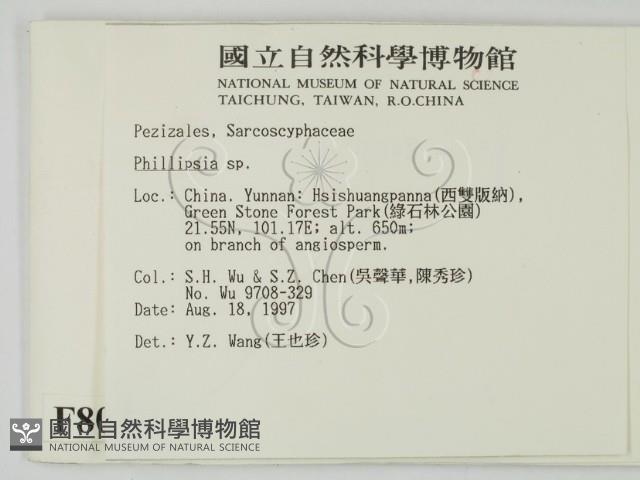 國立自然科學博物館
NATIONAL MUSEUM OF NATURAL SCIENCE
TAICHUNG, TAIWAN, R.O.CHINA
Pezizales, Sarcoscyphaceae
Phillipsia sp.
Loc.: China. Yunnan: Hsishuangpanna(西雙版納),
Green Stone Forest Park(綠石林公園)
21.55N, 101.17E; alt. 650m;
on branch of angiosperm.
Col.: S.H. Wu & S.Z. Chen(吳聲華,陳秀珍)
No. Wu 9708-329
Date: Aug. 18, 1997
Det.: Y.Z. Wang(王也珍)
國立自然科學博物館
NATIONAL MUSEUM OF NATURAL SCIENCE